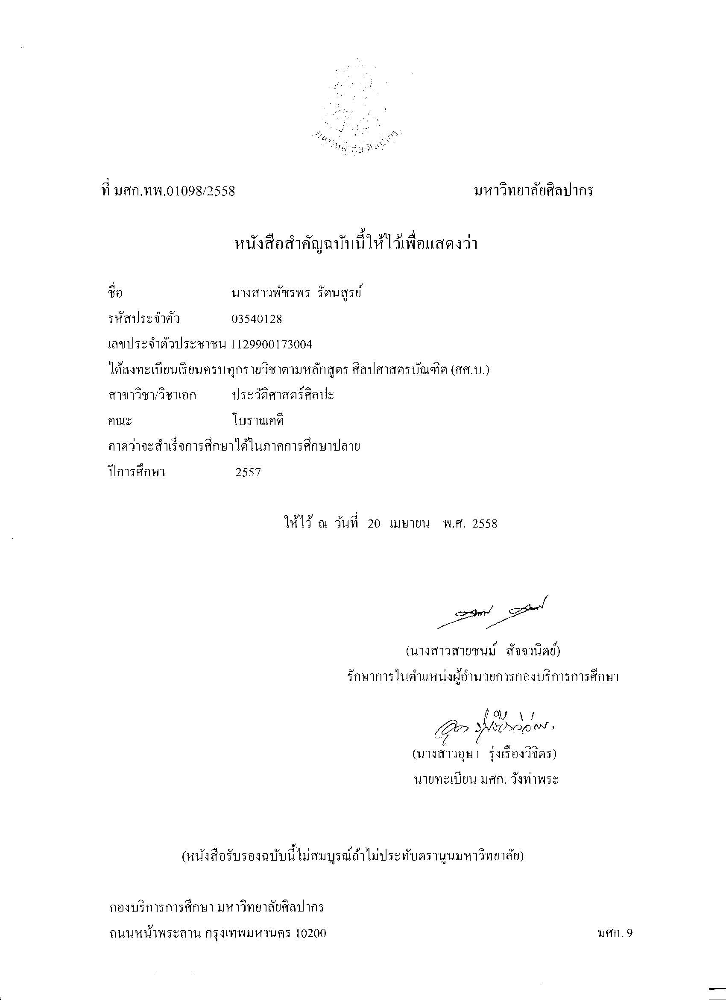 มหาวิทยาลัย ศิลปากร
ที่ มศก.ทพ.01098/2558 มหาวิทยาลัยศิลปากร
หนังสือสำคัญฉบับนี้ให้ไว้เพื่อแสดงว่า
ชื่อ นางสาวพัชรพร รัตนสูรย์
รหัสประจำตัว 03540128
เลขประจำตัวประชาชน 1129900173004
ได้ลงทะเบียนเรียนครบทุกรายวิชาตามหลักสูตร ศิลปศาสตรบัณฑิต (ศศ.บ.)
สาขาวิชา/วิชาเอก ประวัติศาสตร์ศิลปะ
คณะ โบราณคดี
คาดว่าจะสำเร็จการศึกษาได้ในภาคการศึกษาปลาย
ปีการศึกษา 2557
ให้ไว้ ณ วันที่ 20 เมษายน พ.ศ. 2558
(นางสาวสายชนม์ สัจจานิตย์)
รักษาการในตำแหน่งผู้อำนวยการกองบริการการศึกษา
(นางสาวอุษา รุ่งเรืองวิจิตร)
นายทะเบียน มศก. วังท่าพระ
(หนังสือรับรองฉบับนี้ไม่สมบูรณ์ถ้าไม่ประทับตรานูนมหาวิทยาลัย)
กองบริการการศึกษา มหาวิทยาลัยศิลปากร
ถนนหน้าพระลาน กรุงเทพมหานคร 10200 มศก. 9